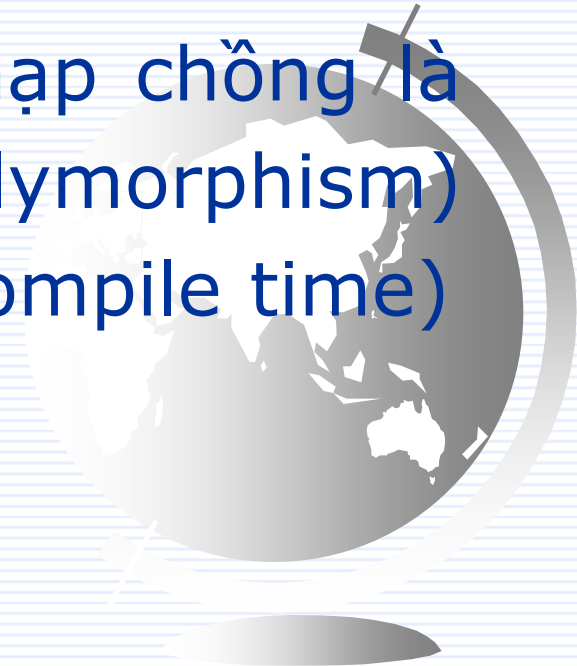 ạp chồng là
lymorphism)
ompile time)